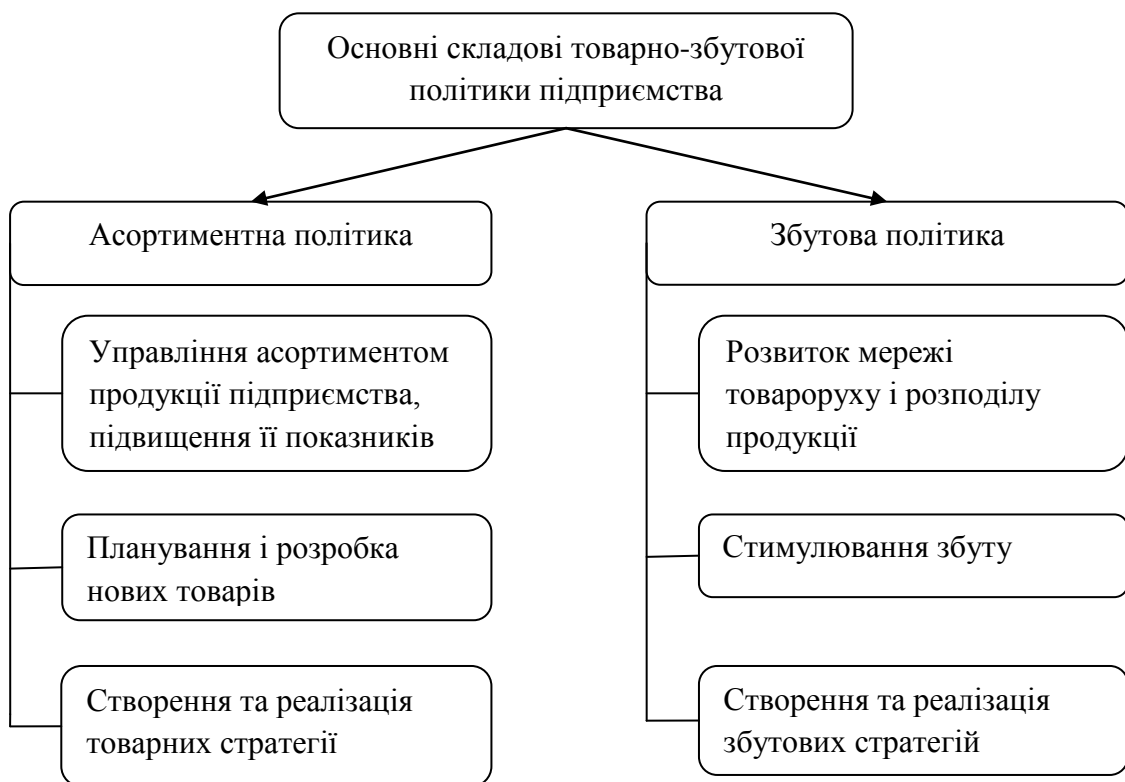 Основні складові товарно-збутової
політики підприємства
Асортиментна політика
Управління асортиментом
продукції підприємства,
підвищення її показників
Планування і розробка
нових товарів
Створення та реалізація
товарних стратегії
Збутова політика
Розвиток мережі
товароруху і розподілу
продукції
Стимулювання збуту
Створення та реалізація
збутових стратегій